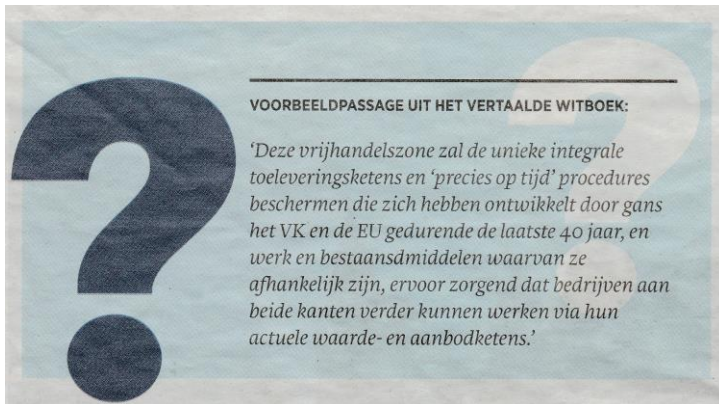 VOORBEELDPASSAGE UIT HET VERTAALDE WITBOEK:
‘Deze vrijhandelszone zal de unieke integrale
toeleveringsketens en ‘precies op tijd’ procedures
beschermen die zich hebben ontwikkelt door gans
het VK en de EU gedurende de laatste 40 jaar, en
werk en bestaansdmiddelen waarvan ze
afhankelijk zijn, ervoor zorgend dat bedrijven aan
beide kanten verder kunnen werken via hun
actuele waarde- en aanbodketens.’